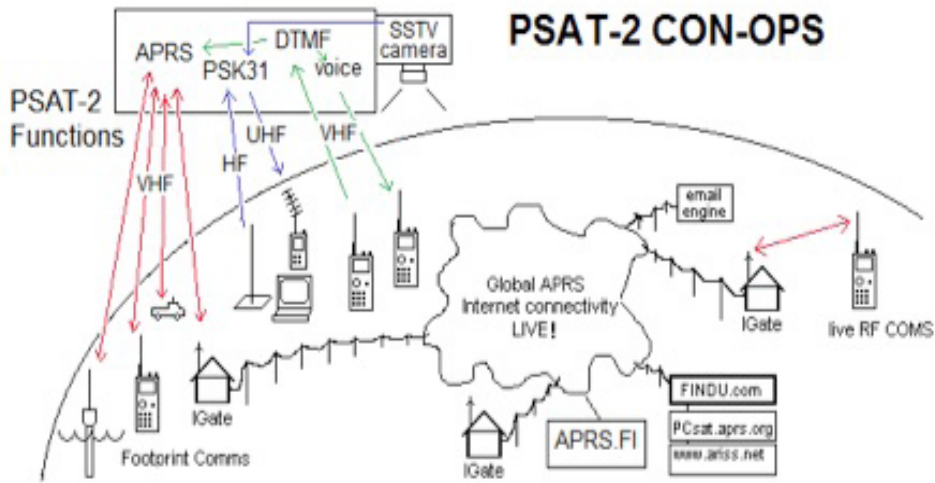 PSAT-2 CON-OPS
SSTV
camera
DTMF
APRS
PSK31
voice
PSAT-2
Functions
UHF
VHF
HF
VHF
email
engine
Global APRS
Internet connectivity
LIVE!
IGate
live RF COMS
IGate
Footprint Comms
IGate
APRS.FI
FINDU.com
PCsat.aprs.org
www.ariss.net